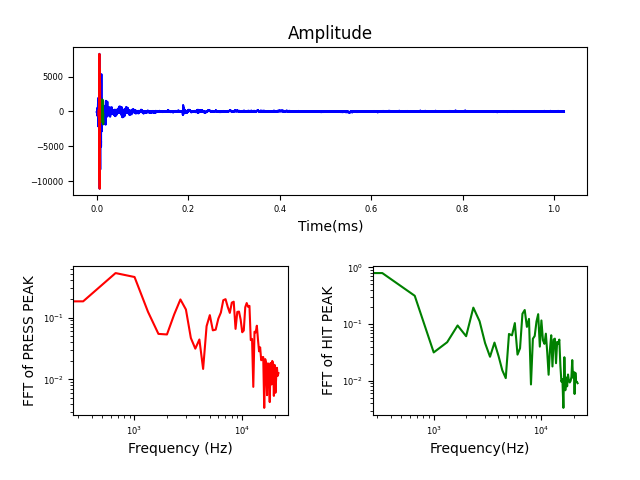 Amplitude
5000
0
−5000
−10000
0.0 0.2 0.4 0.6 0.8 1.0
Time(ms)
FFT of PRESS PEAK
10⁻¹
10⁻²
10³ 10⁴
Frequency (Hz)
FFT of HIT PEAK
10⁰
10⁻¹
10⁻²
10³ 10⁴
Frequency(Hz)